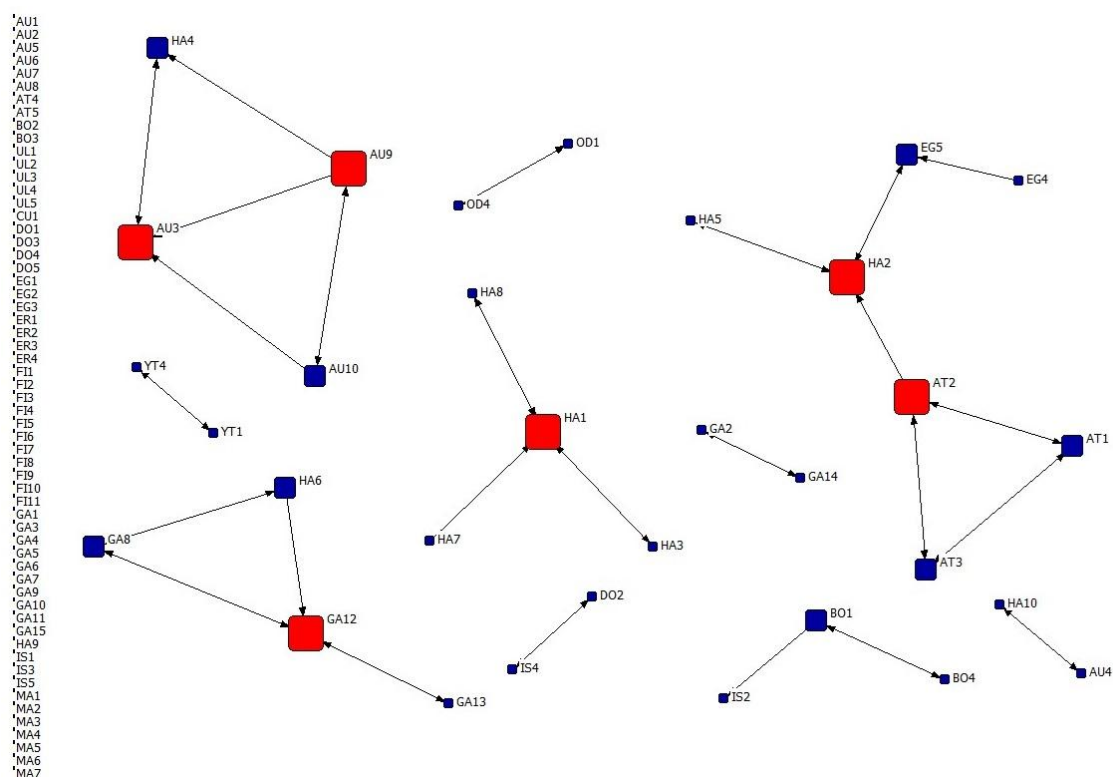 AU1
AU2
AU5
AU6
AU7
AU8
AT4
AT5
BO2
BO3
UL1
UL2
UL3
UL4
UL5
CU1
DO1
DO3
DO4
DO5
EG1
EG2
EG3
ER1
ER2
ER3
ER4
FI1
FI2
FI3
FI4
FI5
FI6
FI7
FI8
FI9
FI10
FI11
GA1
GA3
GA4
GA5
GA6
GA7
GA9
GA10
GA11
GA15
HA9
IS1
IS3
IS5
MA1
MA2
MA3
MA4
MA5
MA6
MA7
HA4
AU9
AU3
AU10
OD1
OD4
EG5
EG4
HA5
HA2
HA8
YT4
YT1
HA1
AT2
GA2
AT1
GA14
HA6
GA8
HA7
HA3
AT3
GA12
DO2
BO1
HA10
IS4
GA13
IS2
BO4
AU4